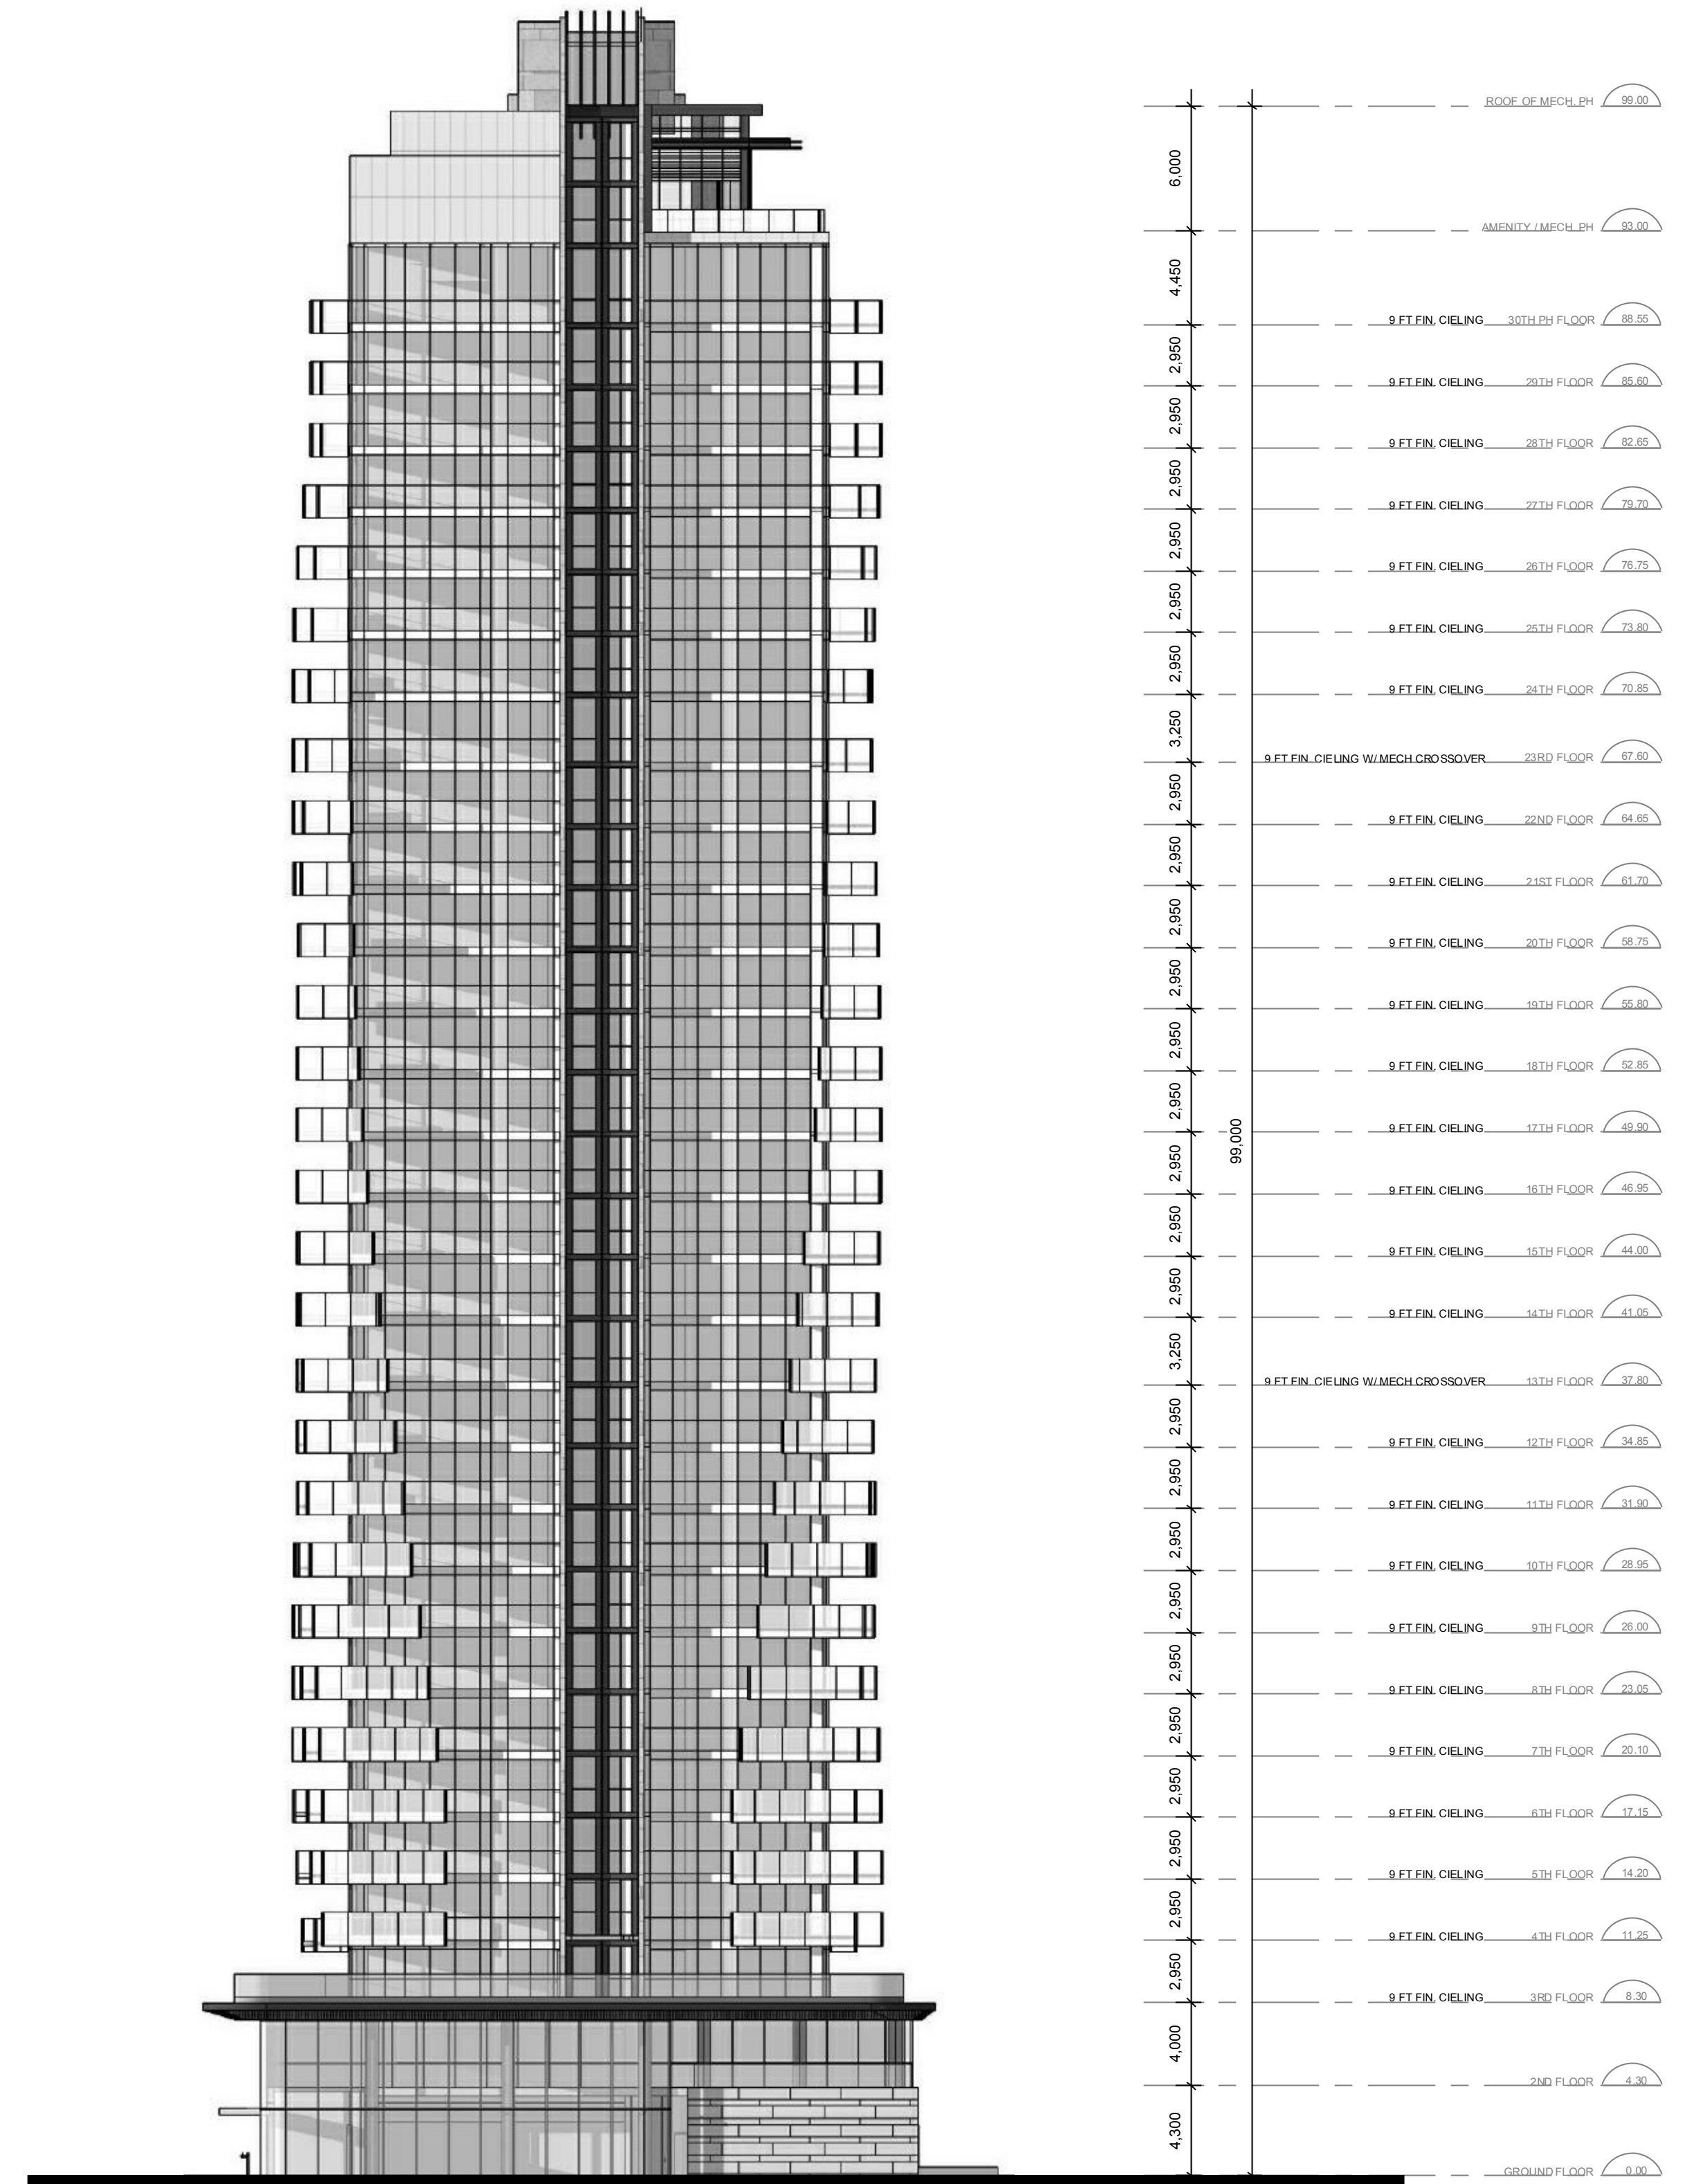 ROOF OF MECH. PH 99.00
6,000
AMENITY / MECH. PH 93.00
4,450
9 FT FIN. CIELING 30TH PH FLOOR 88.55
2,950
9 FT FIN. CIELING 29TH FLOOR 85.60
2,950
9 FT FIN. CIELING 28TH FLOOR 82.65
2,950
9 FT FIN. CIELING 27TH FLOOR 79.70
2,950
9 FT FIN. CIELING 26TH FLOOR 76.75
2,950
9 FT FIN. CIELING 25TH FLOOR 73.80
2,950
9 FT FIN. CIELING 24TH FLOOR 70.85
3,250
9 FT FIN. CIELING W/ MECH CROSSOVER 23RD FLOOR 67.60
2,950
9 FT FIN. CIELING 22ND FLOOR 64.65
2,950
9 FT FIN. CIELING 21ST FLOOR 61.70
2,950
9 FT FIN. CIELING 20TH FLOOR 58.75
2,950
9 FT FIN. CIELING 19TH FLOOR 55.80
2,950
9 FT FIN. CIELING 18TH FLOOR 52.85
2,950
9 FT FIN. CIELING 17TH FLOOR 49.90
99,000
2,950
9 FT FIN. CIELING 16TH FLOOR 46.95
2,950
9 FT FIN. CIELING 15TH FLOOR 44.00
2,950
9 FT FIN. CIELING 14TH FLOOR 41.05
3,250
9 FT FIN. CIELING W/ MECH CROSSOVER 13TH FLOOR 37.80
2,950
9 FT FIN. CIELING 12TH FLOOR 34.85
2,950
9 FT FIN. CIELING 11TH FLOOR 31.90
2,950
9 FT FIN. CIELING 10TH FLOOR 28.95
2,950
9 FT FIN. CIELING 9TH FLOOR 26.00
2,950
9 FT FIN. CIELING 8TH FLOOR 23.05
2,950
9 FT FIN. CIELING 7TH FLOOR 20.10
2,950
9 FT FIN. CIELING 6TH FLOOR 17.15
2,950
9 FT FIN. CIELING 5TH FLOOR 14.20
2,950
9 FT FIN. CIELING 4TH FLOOR 11.25
2,950
9 FT FIN. CIELING 3RD FLOOR 8.30
4,000
2ND FLOOR 4.30
4,300
GROUND FLOOR 0.00